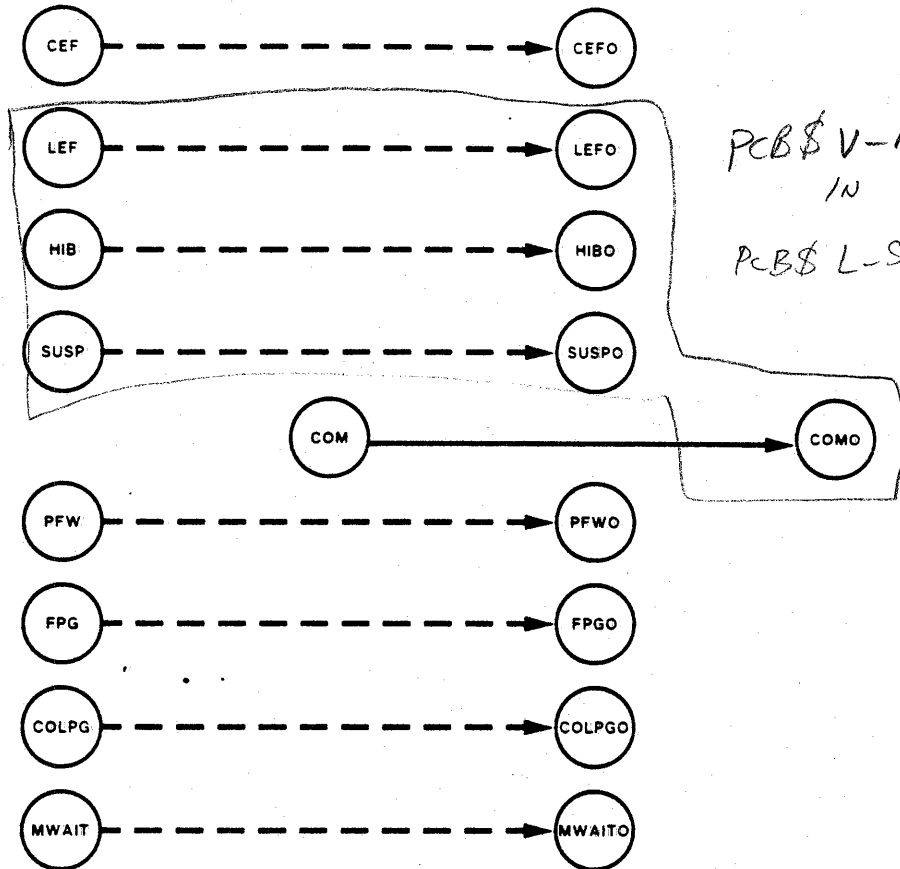 CEF CEFO
LEF LEFO
PCB$ V-
IN
HIB HIBO
PCB$ L-S
SUSP SUSPO
COM COMO
PFW PFWO
FPG FPGO
COLPG COLPGO
MWAIT MWAITO